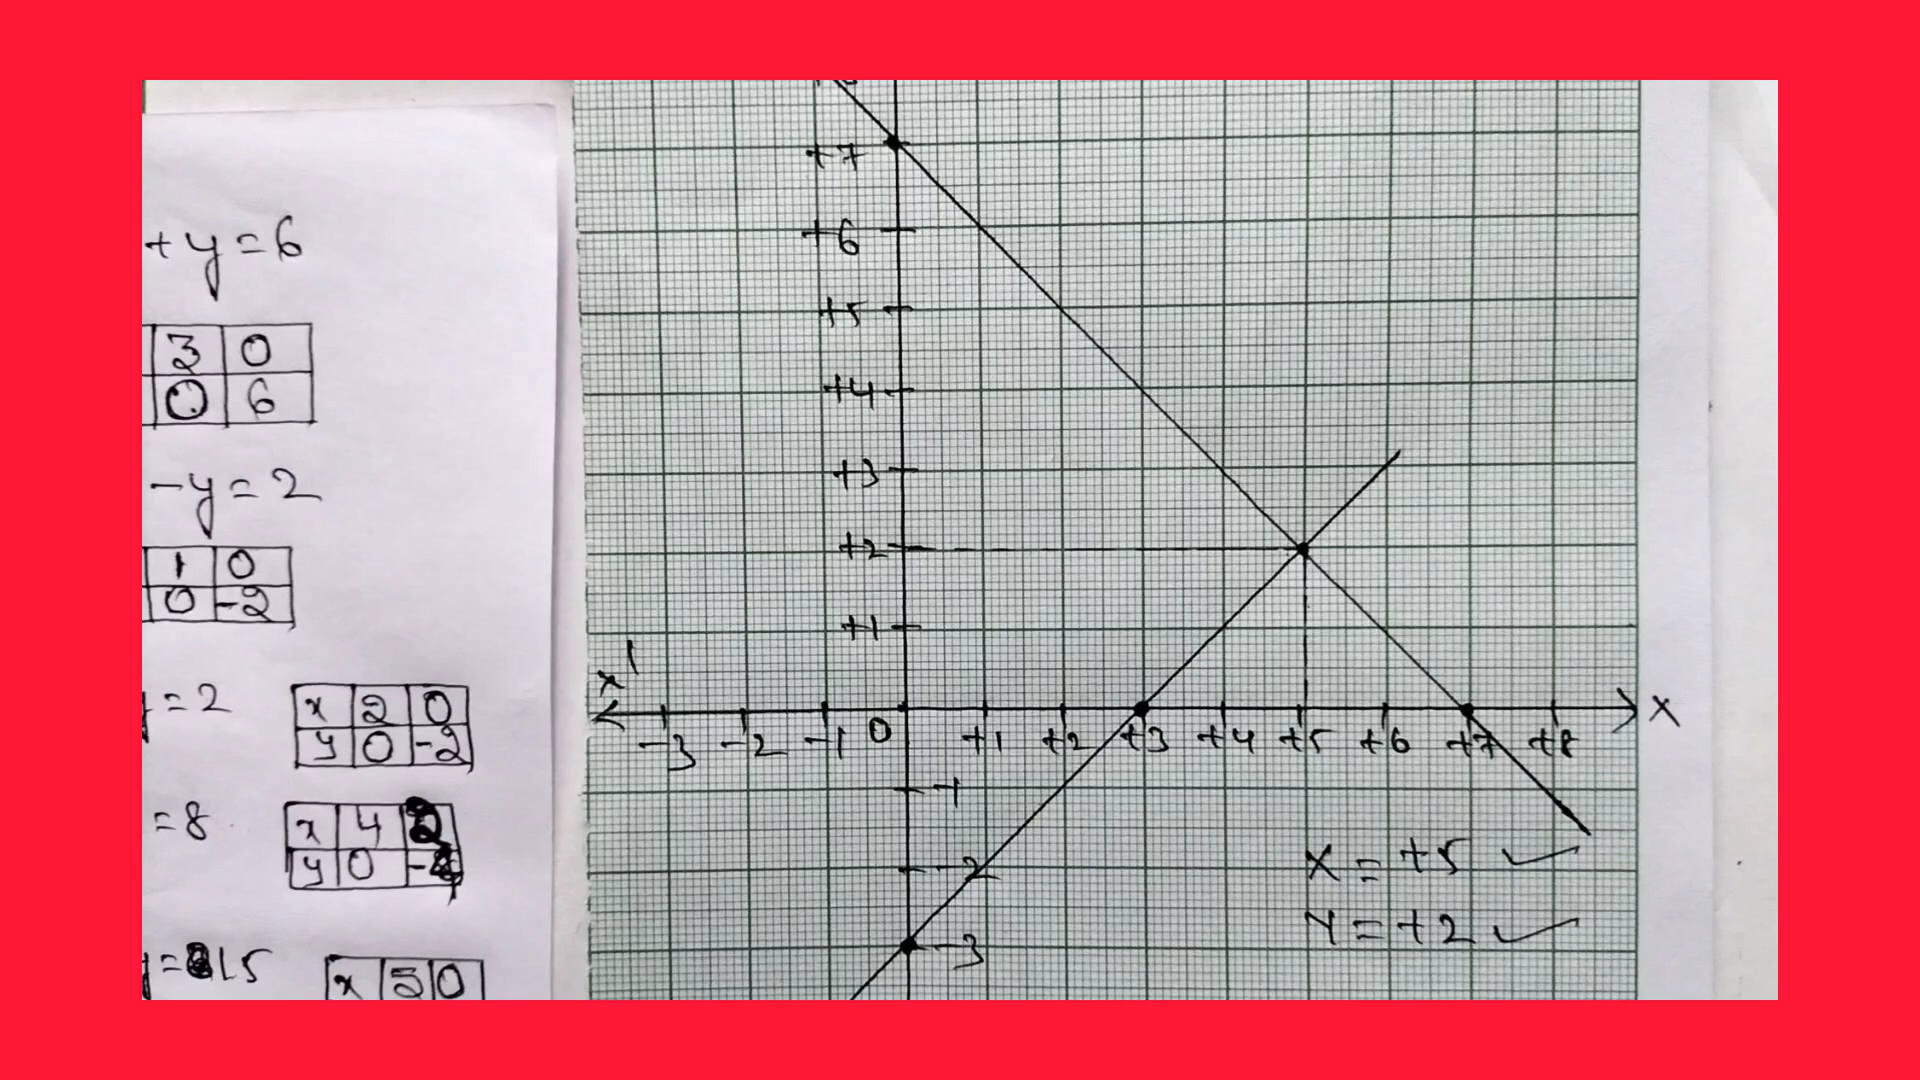 +y=6
3 0
0 6
-y=2
1 0
0 -2
=2
x 2 0
y 0 -2
=8
x 4
y 0
=15
x 5 0
+7
+6
+5
+4
+3
+2
+1
x' -3 -2 -1 0 +1 +2 +3 +4 +5 +6 +7 +8 X
-1
-2
-3
X = +5 ✓
Y = +2 ✓